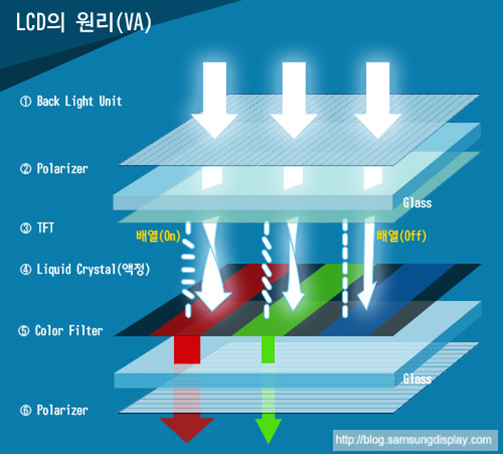 LCD의 원리(VA)
① Back Light Unit
② Polarizer
Glass
③ TFT
배열(On)
배열(Off)
④ Liquid Crystal(액정)
⑤ Color Filter
Glass
⑥ Polarizer
http://blog.samsungdisplay.com